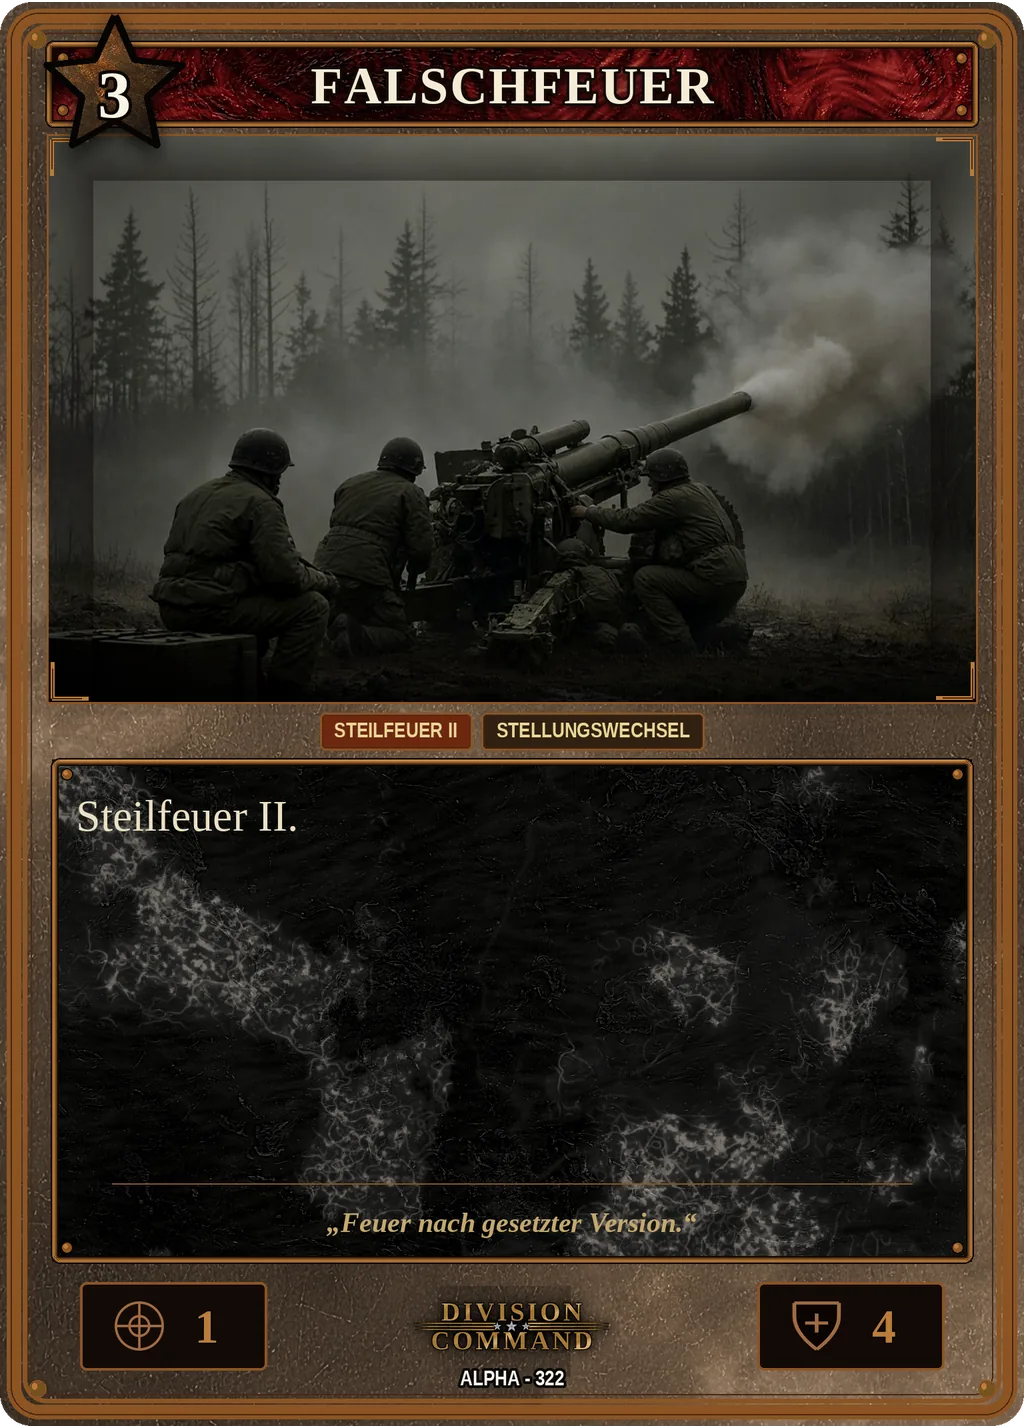 3
FALSCHFEUER
STEILFEUER II
STELLUNGSWECHSEL
Steilfeuer II.
„Feuer nach gesetzter Version.“
1
DIVISION
COMMAND
4
ALPHA - 322